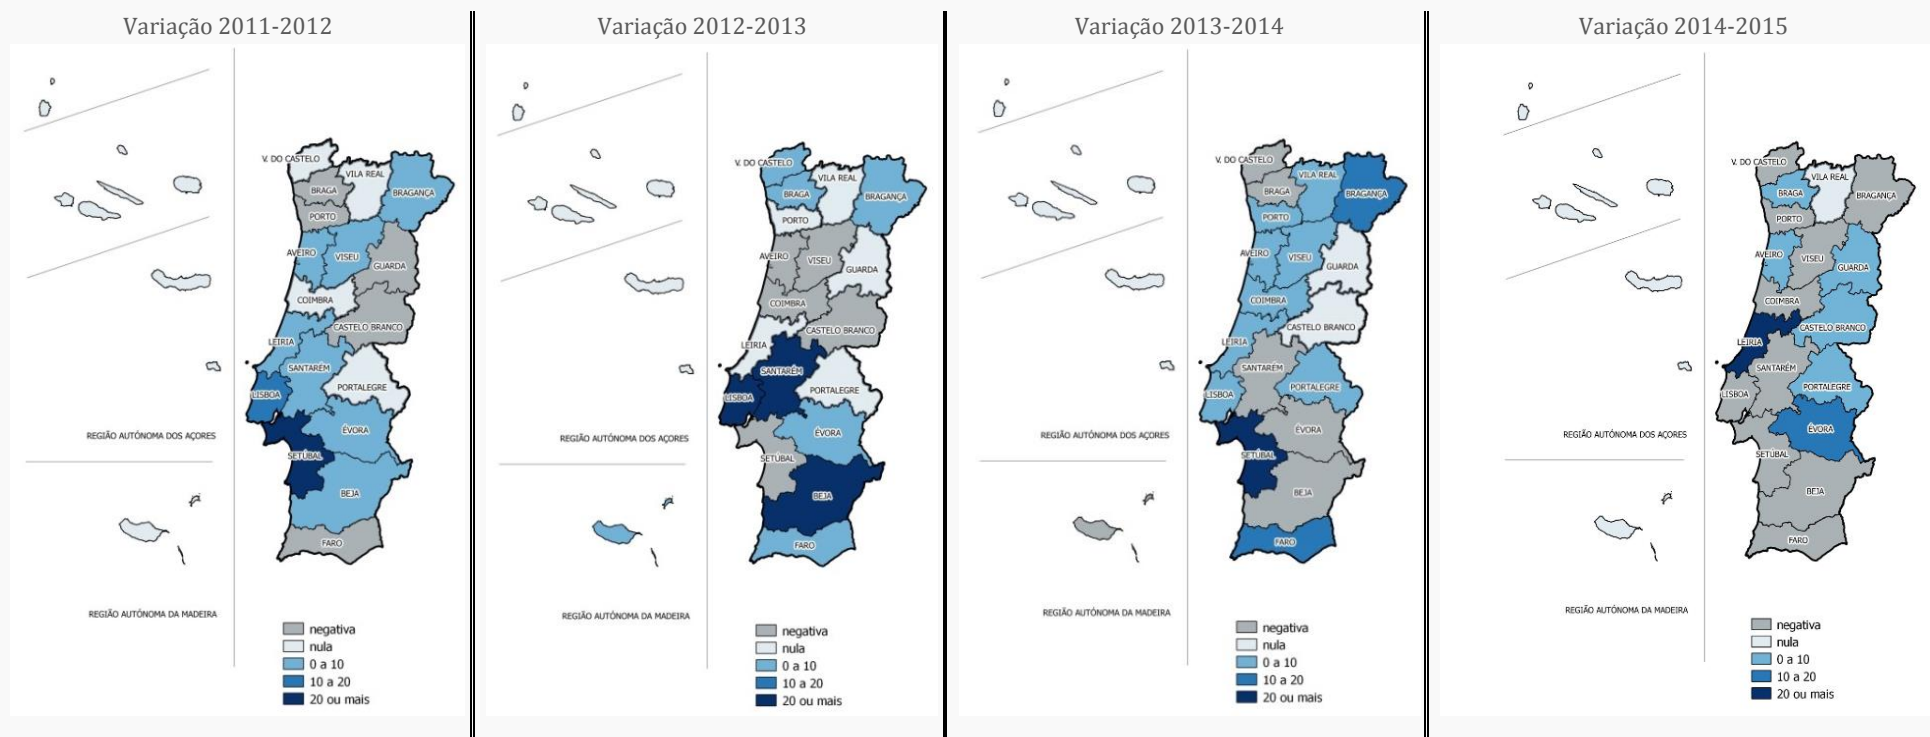 Variação 2011-2012
V. DO CASTELO
VILA REAL
BRAGANÇA
BRAGA
PORTO
AVEIRO
VISEU
GUARDA
COIMBRA
CASTELO BRANCO
LEIRIA
SANTARÉM
PORTALEGRE
LISBOA
ÉVORA
SETÚBAL
BEJA
FARO
REGIÃO AUTÓNOMA DOS AÇORES
REGIÃO AUTÓNOMA DA MADEIRA
negativa
nula
0 a 10
10 a 20
20 ou mais
Variação 2012-2013
V. DO CASTELO
VILA REAL
BRAGANÇA
BRAGA
PORTO
AVEIRO
VISEU
GUARDA
COIMBRA
CASTELO BRANCO
LEIRIA
SANTARÉM
PORTALEGRE
LISBOA
ÉVORA
SETÚBAL
BEJA
FARO
REGIÃO AUTÓNOMA DOS AÇORES
REGIÃO AUTÓNOMA DA MADEIRA
negativa
nula
0 a 10
10 a 20
20 ou mais
Variação 2013-2014
V. DO CASTELO
VILA REAL
BRAGANÇA
BRAGA
PORTO
AVEIRO
VISEU
GUARDA
COIMBRA
CASTELO BRANCO
LEIRIA
SANTARÉM
PORTALEGRE
LISBOA
ÉVORA
SETÚBAL
BEJA
FARO
REGIÃO AUTÓNOMA DOS AÇORES
REGIÃO AUTÓNOMA DA MADEIRA
negativa
nula
0 a 10
10 a 20
20 ou mais
Variação 2014-2015
V. DO CASTELO
VILA REAL
BRAGANÇA
BRAGA
PORTO
AVEIRO
VISEU
GUARDA
COIMBRA
CASTELO BRANCO
LEIRIA
SANTARÉM
PORTALEGRE
LISBOA
ÉVORA
SETÚBAL
BEJA
FARO
REGIÃO AUTÓNOMA DOS AÇORES
REGIÃO AUTÓNOMA DA MADEIRA
negativa
nula
0 a 10
10 a 20
20 ou mais